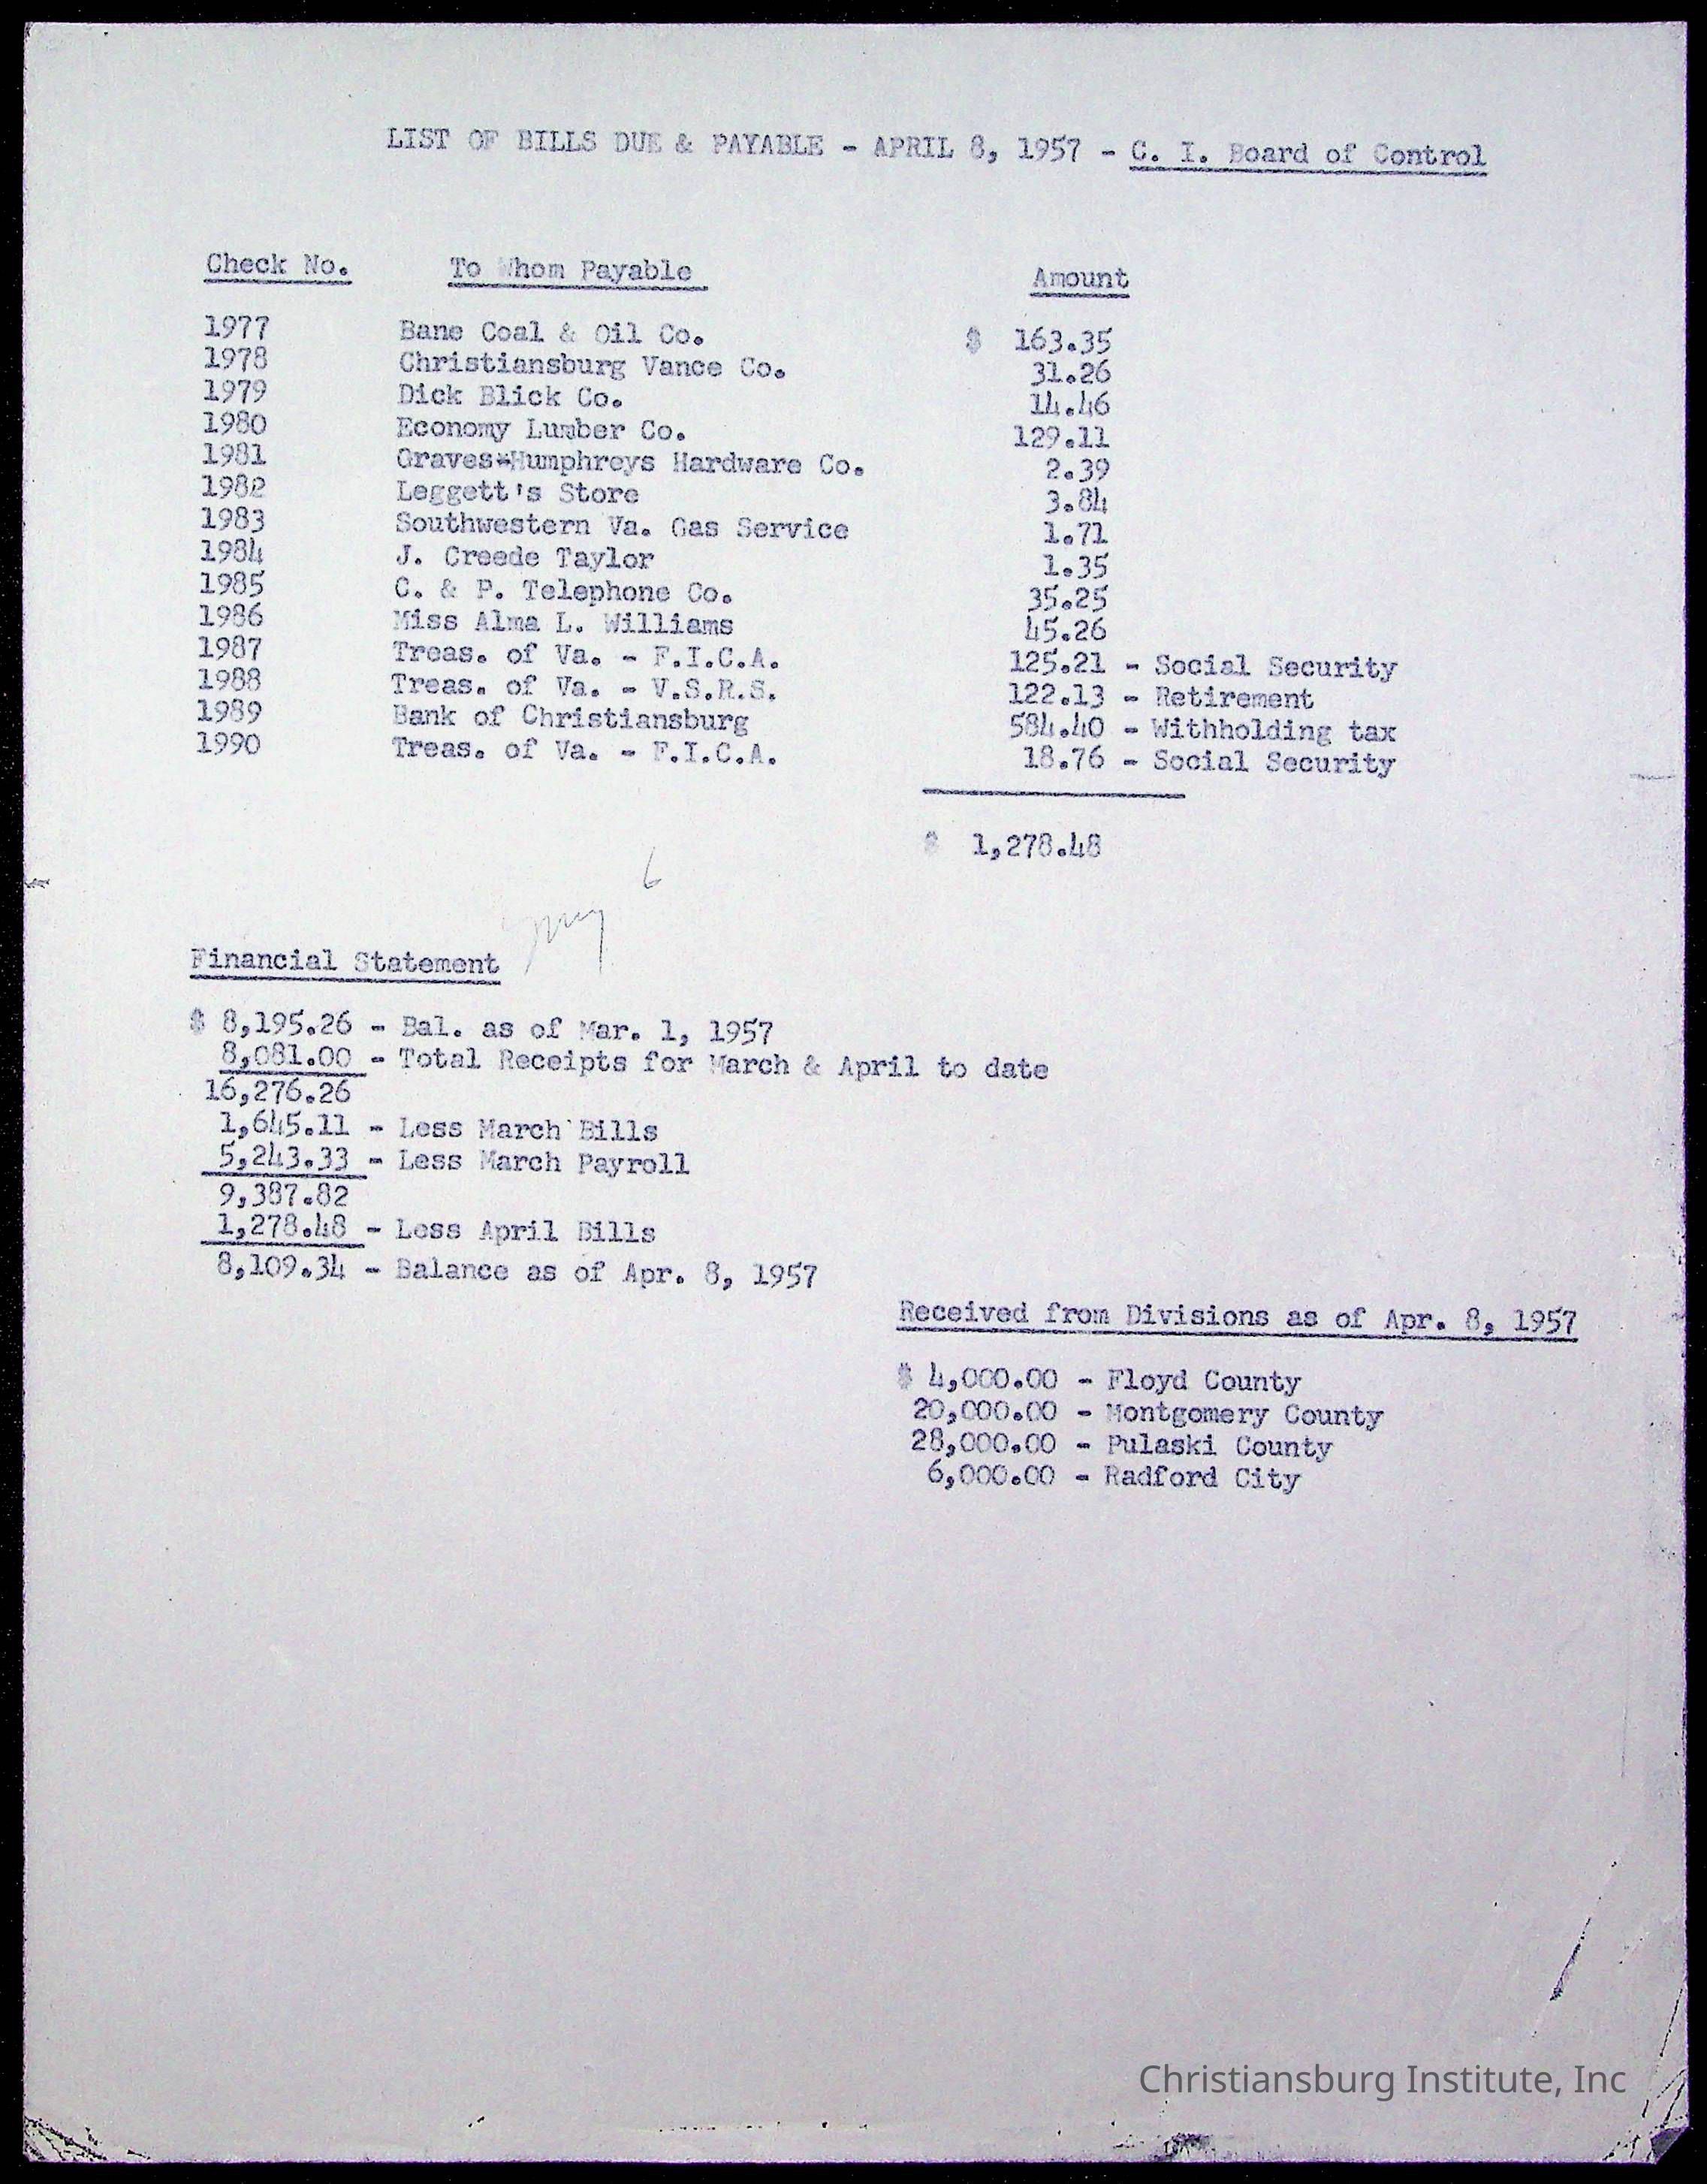 LIST OF BILLS DUE & PAYABLE - APRIL 8, 1957 - C. I. Board of Control
Check No. To Whom Payable Amount
1977 Bane Coal & Oil Co. $ 163.35
1978 Christiansburg Vance Co. 31.26
1979 Dick Blick Co. 14.46
1980 Economy Lumber Co. 129.11
1981 Graves*Humphreys Hardware Co. 2.39
1982 Leggett's Store 3.84
1983 Southwestern Va. Gas Service 1.71
1984 J. Creede Taylor 1.35
1985 C. & P. Telephone Co. 35.25
1986 Miss Alma L. Williams 45.26
1987 Treas. of Va. - F.I.C.A. 125.21 - Social Security
1988 Treas. of Va. - V.S.R.S. 122.13 - Retirement
1989 Bank of Christiansburg 584.40 - Withholding tax
1990 Treas. of Va. - F.I.C.A. 18.76 - Social Security
$ 1,278.48
May 6
Financial Statement
$ 8,195.26 - Bal. as of Mar. 1, 1957
8,081.00 - Total Receipts for March & April to date
16,276.26
1,645.11 - Less March Bills
5,243.33 - Less March Payroll
9,387.82
1,278.48 - Less April Bills
8,109.34 - Balance as of Apr. 8, 1957
Received from Divisions as of Apr. 8, 1957
$ 4,000.00 - Floyd County
20,000.00 - Montgomery County
28,000.00 - Pulaski County
6,000.00 - Radford City
Christiansburg Institute, Inc